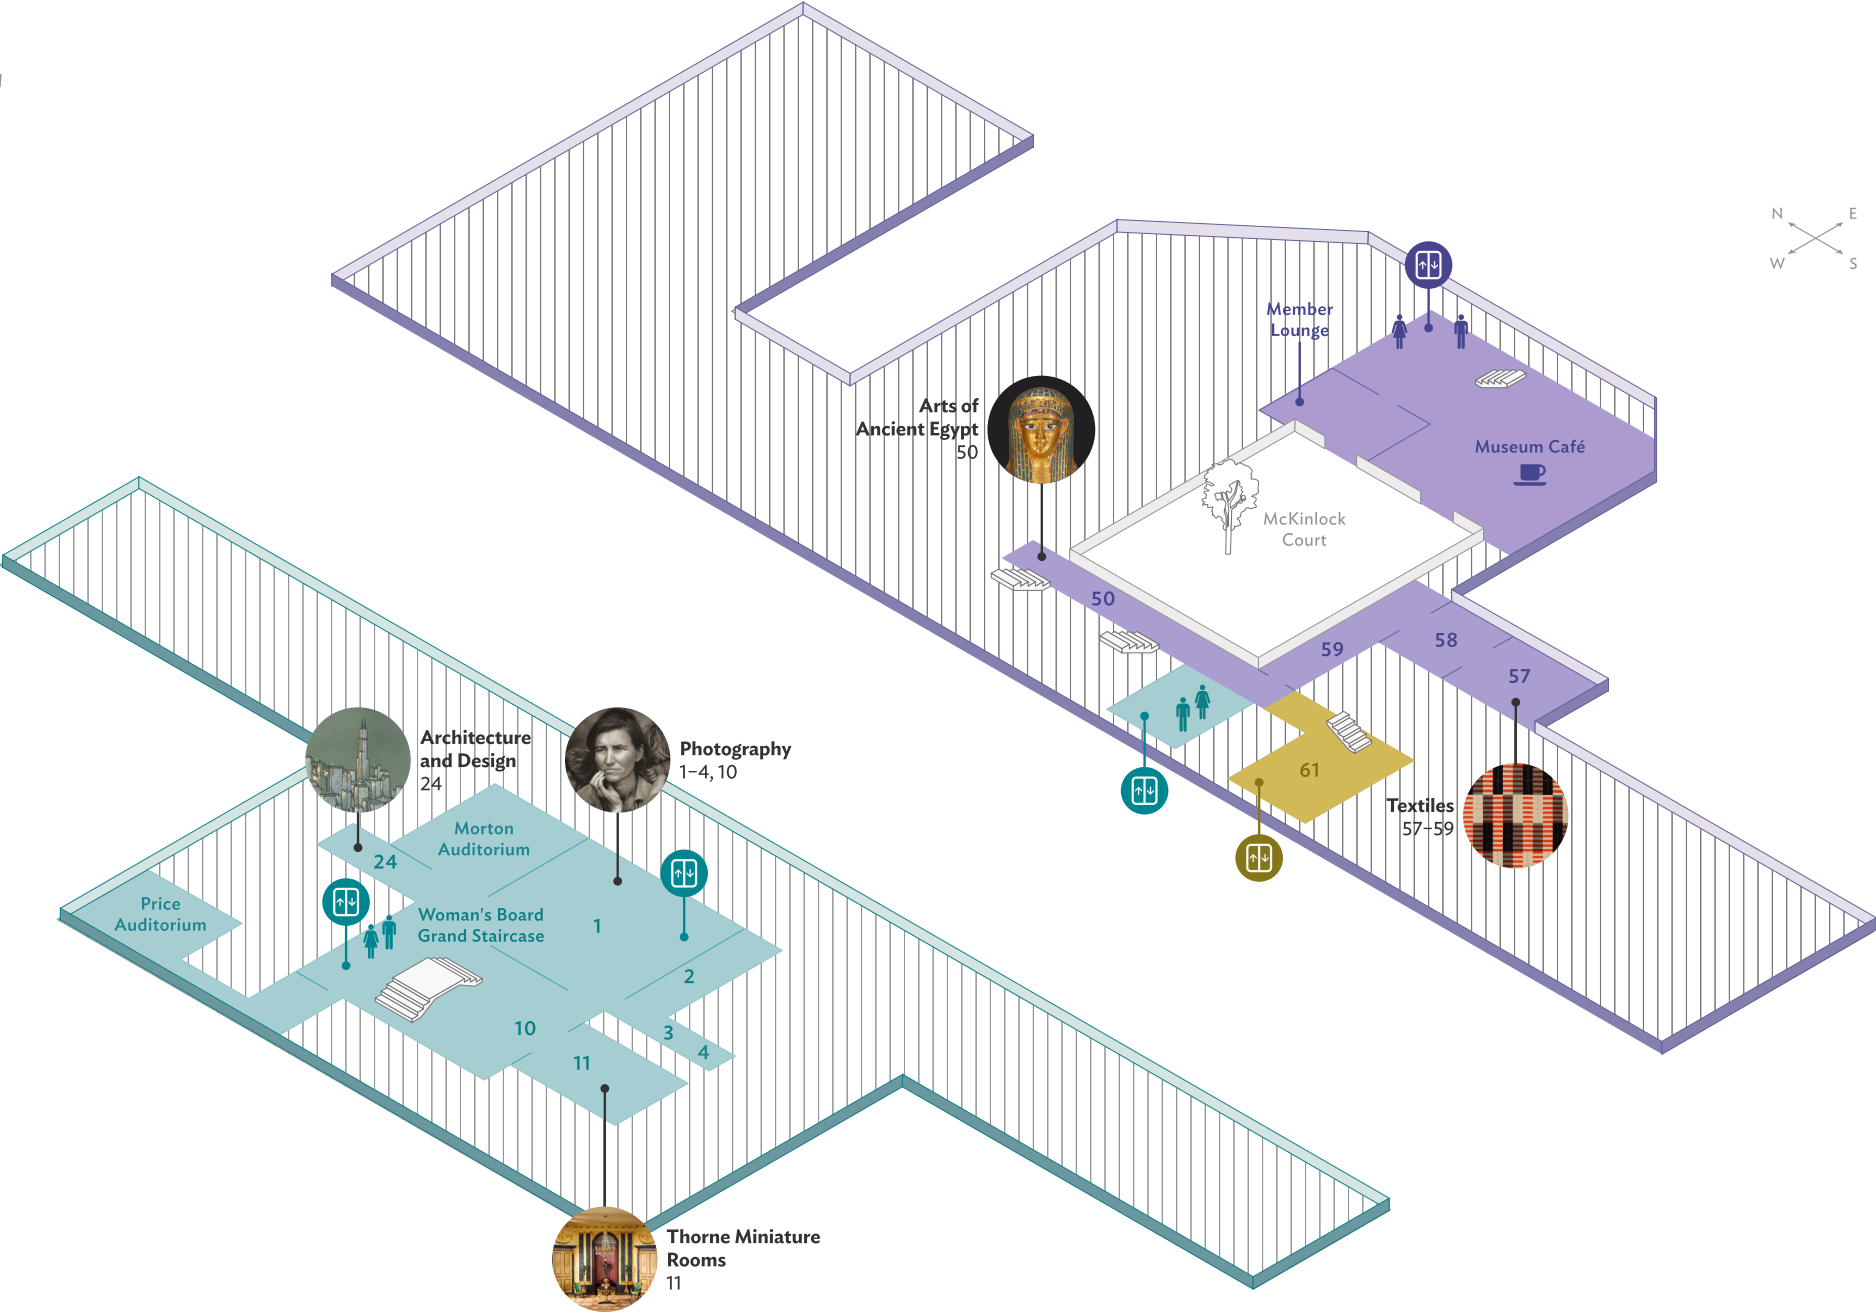 N
E
W
S
Member
Lounge
Arts of
Ancient Egypt
50
Museum Café
McKinlock
Court
50
59
58
57
61
Textiles
57–59
Architecture
and Design
24
Photography
1–4, 10
Morton
Auditorium
24
Price
Auditorium
Woman's Board
Grand Staircase
1
2
10
3
4
11
Thorne Miniature
Rooms
11